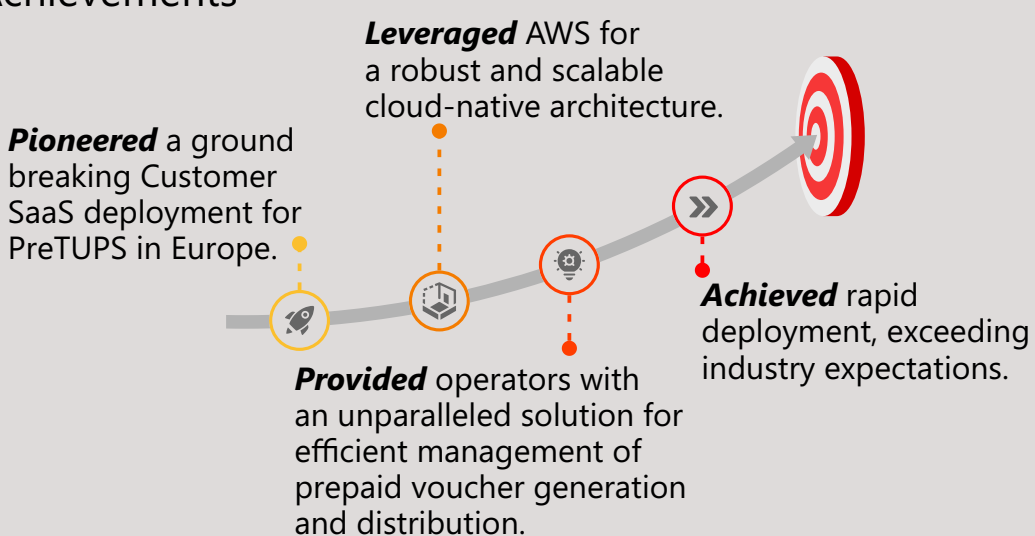 Achievements
Leveraged AWS for
a robust and scalable
cloud-native architecture.
Pioneered a ground
breaking Customer
SaaS deployment for
PreTUPS in Europe.
Achieved rapid
deployment, exceeding
industry expectations.
Provided operators with
an unparalleled solution for
efficient management of
prepaid voucher generation
and distribution.